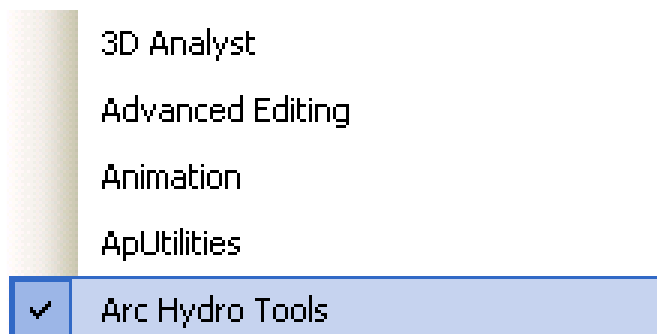 3D Analyst
Advanced Editing
Animation
ApUtilities
Arc Hydro Tools